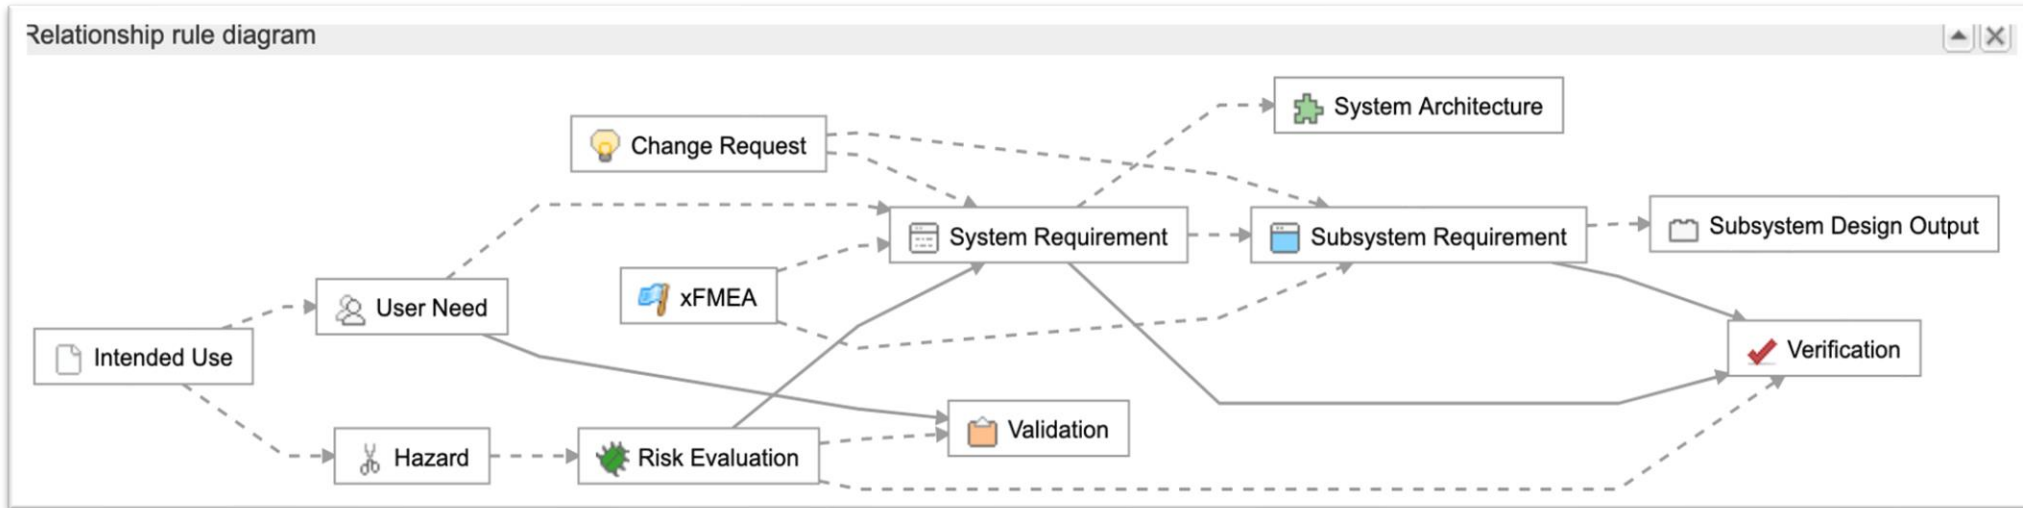 Relationship rule diagram
System Architecture
Change Request
System Requirement
Subsystem Requirement
Subsystem Design Output
User Need
xFMEA
Intended Use
Verification
Hazard
Risk Evaluation
Validation